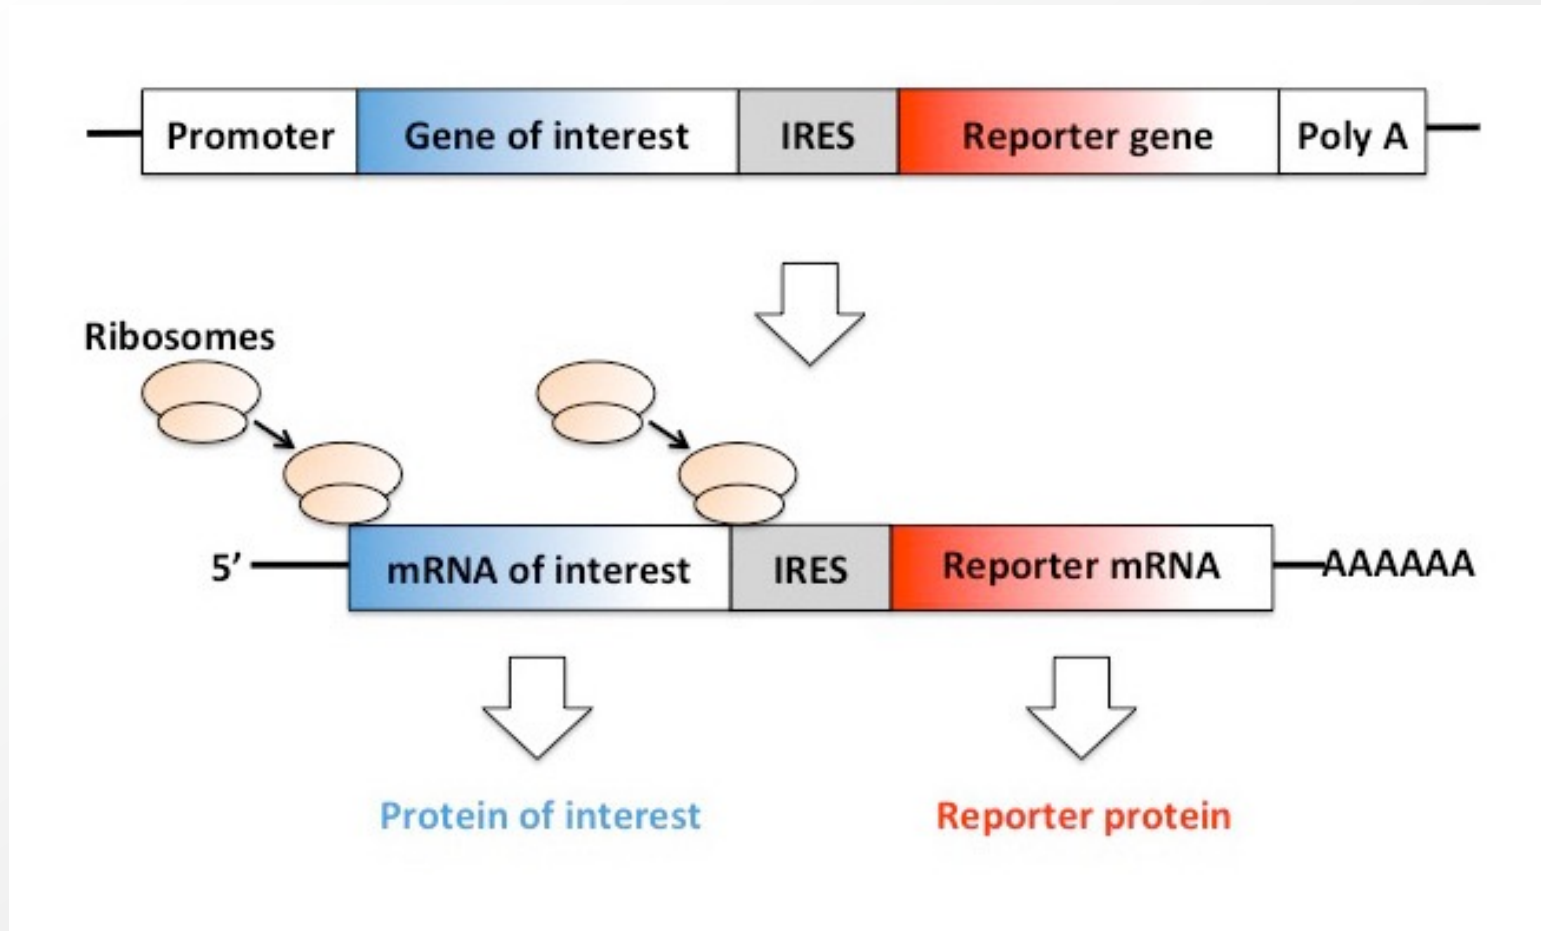 Promoter Gene of interest IRES Reporter gene Poly A
Ribosomes
5’ mRNA of interest IRES Reporter mRNA AAAAAA
Protein of interest Reporter protein